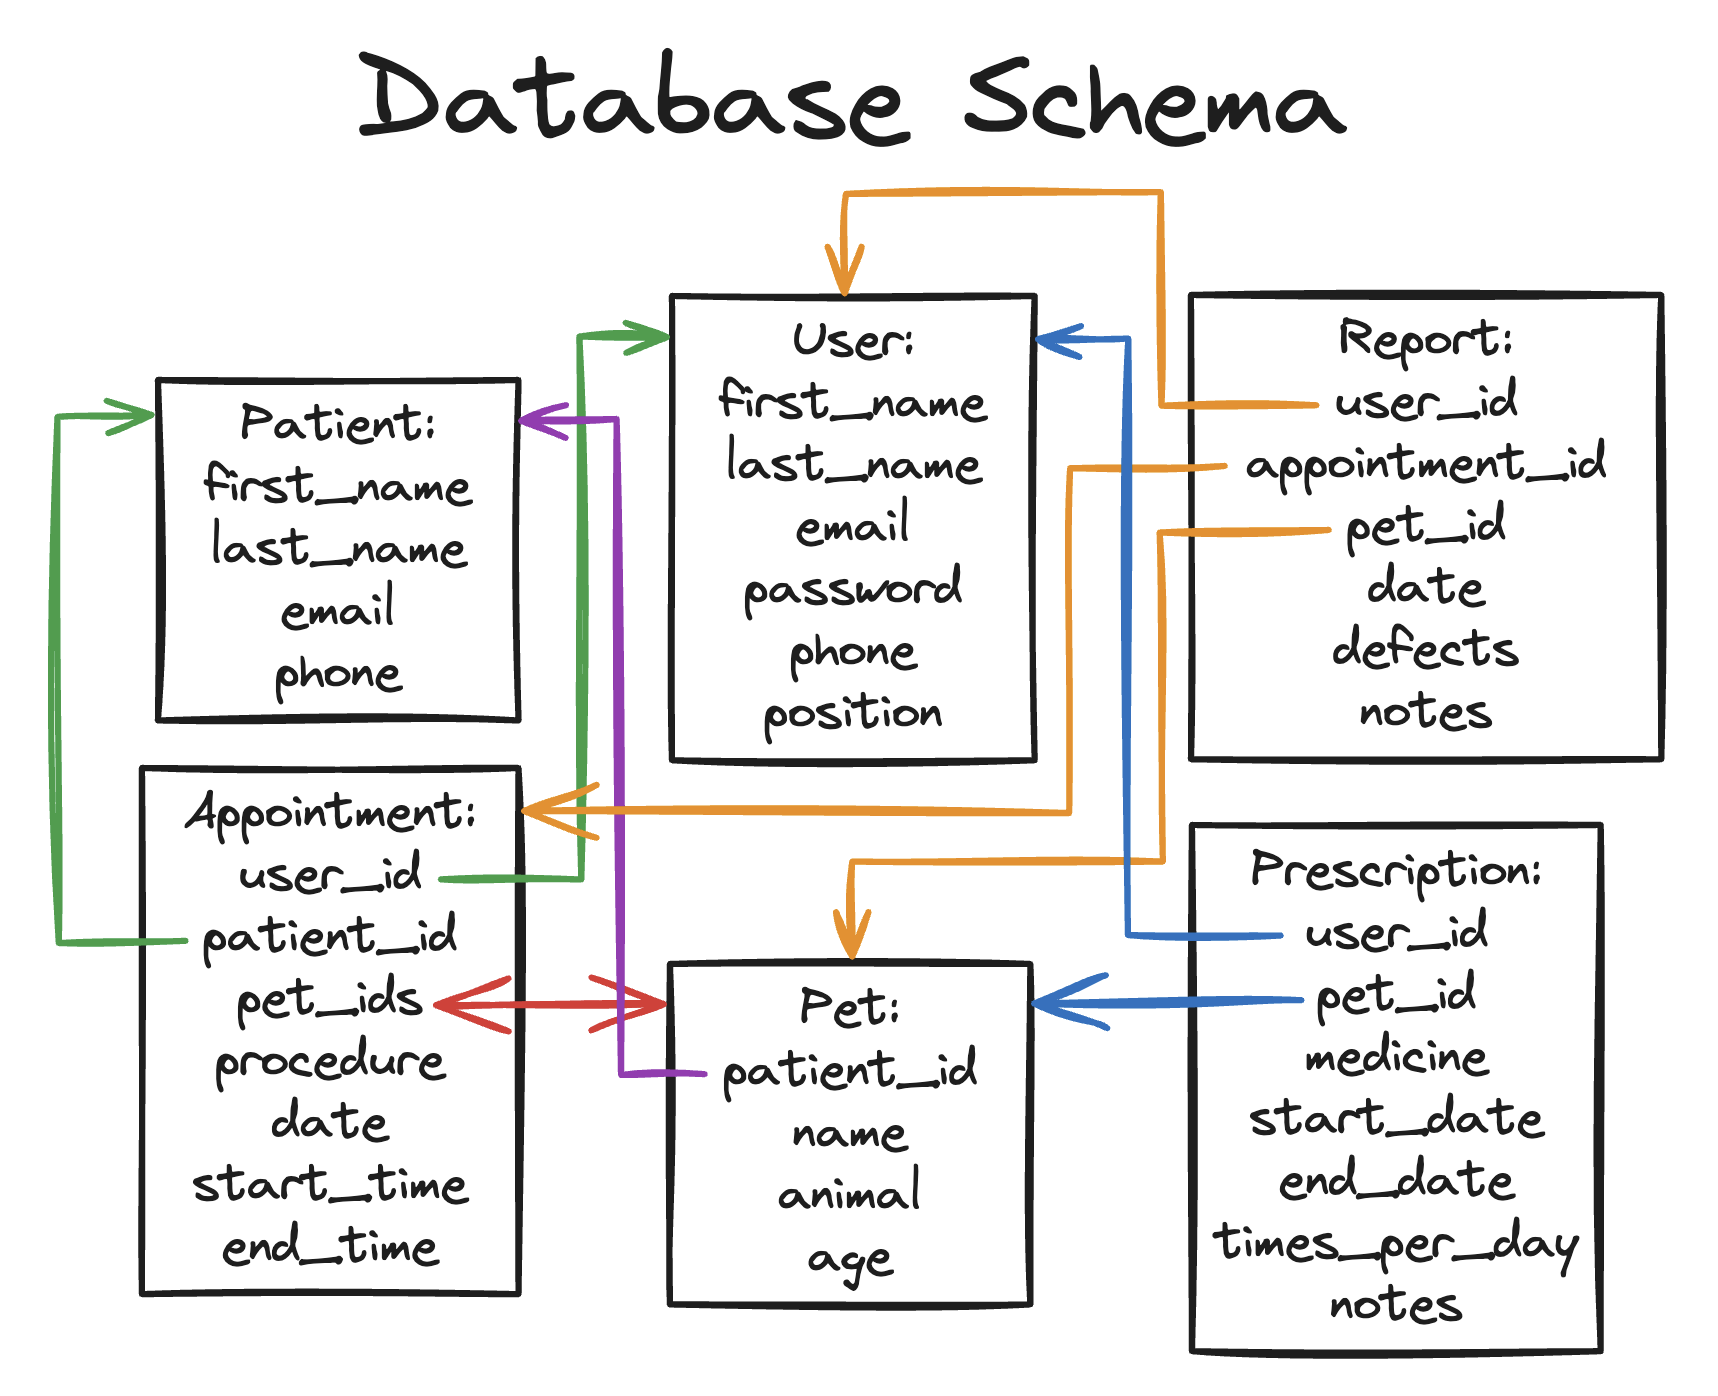 Database Schema
Patient:
first_name
last_name
email
phone
User:
first_name
last_name
email
password
phone
position
Report:
user_id
appointment_id
pet_id
date
defects
notes
Appointment:
user_id
patient_id
pet_ids
procedure
date
start_time
end_time
Pet:
patient_id
name
animal
age
Prescription:
user_id
pet_id
medicine
start_date
end_date
times_per_day
notes